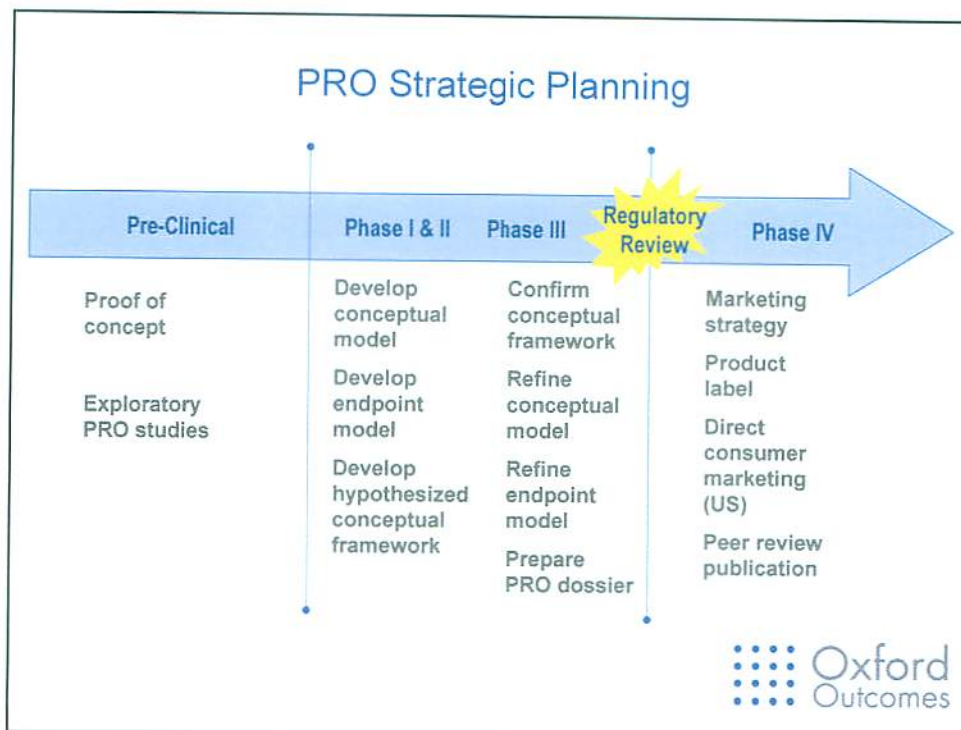 PRO Strategic Planning
Pre-Clinical
Phase I & II
Phase III
Regulatory
Review
Phase IV
Proof of
concept
Exploratory
PRO studies
Develop
conceptual
model
Develop
endpoint
model
Develop
hypothesized
conceptual
framework
Confirm
conceptual
framework
Refine
conceptual
model
Refine
endpoint
model
Prepare
PRO dossier
Marketing
strategy
Product
label
Direct
consumer
marketing
(US)
Peer review
publication
Oxford
Outcomes